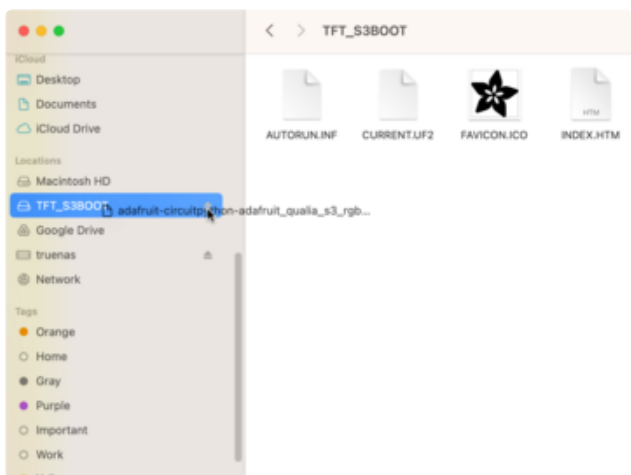 TFT_S3BOOT
iCloud
Desktop
Documents
iCloud Drive
Locations
Macintosh HD
TFT_S3BOOT
adafruit-circuitpython-adafruit_qualia_s3_rgb...
Google Drive
truenas
Network
Tags
Orange
Home
Gray
Purple
Important
Work
AUTORUN.INF
CURRENT.UF2
FAVICON.ICO
HTM
INDEX.HTM